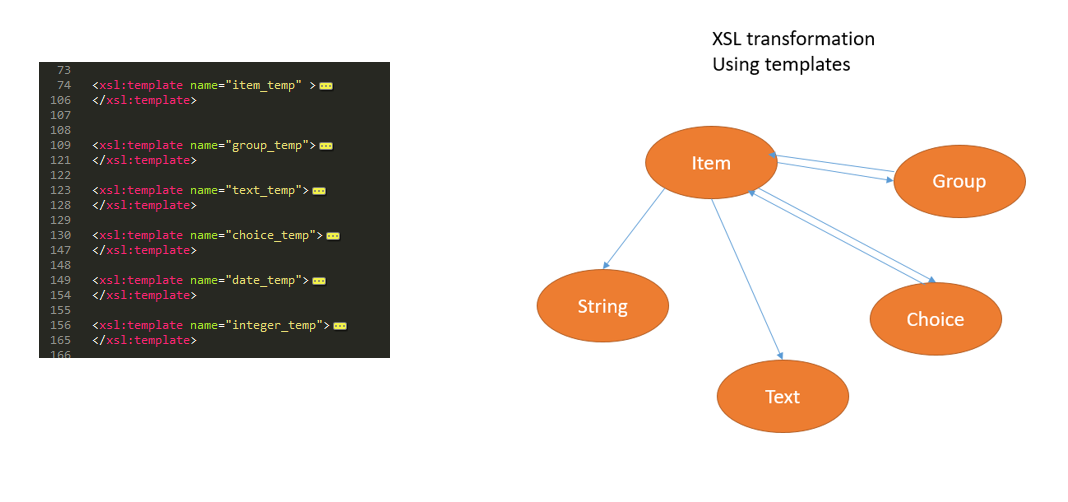 XSL transformation
Using templates
73
74 <xsl:template name="item_temp" >
106 </xsl:template>
107
108
109 <xsl:template name="group_temp">
121 </xsl:template>
122
123 <xsl:template name="text_temp">
128 </xsl:template>
129
130 <xsl:template name="choice_temp">
147 </xsl:template>
148
149 <xsl:template name="date_temp">
154 </xsl:template>
155
156 <xsl:template name="integer_temp">
165 </xsl:template>
166
Item
Group
String
Choice
Text